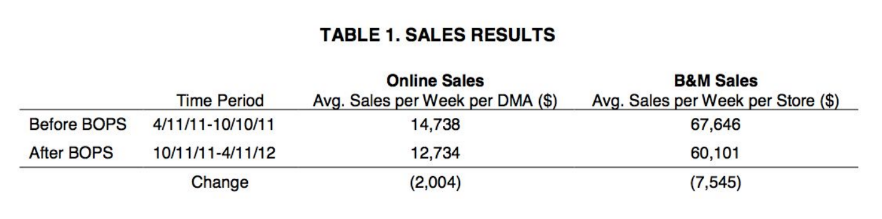 TABLE 1. SALES RESULTS
Online Sales B&M Sales
Time Period Avg. Sales per Week per DMA ($) Avg. Sales per Week per Store ($)
Before BOPS 4/11/11-10/10/11 14,738 67,646
After BOPS 10/11/11-4/11/12 12,734 60,101
Change (2,004) (7,545)